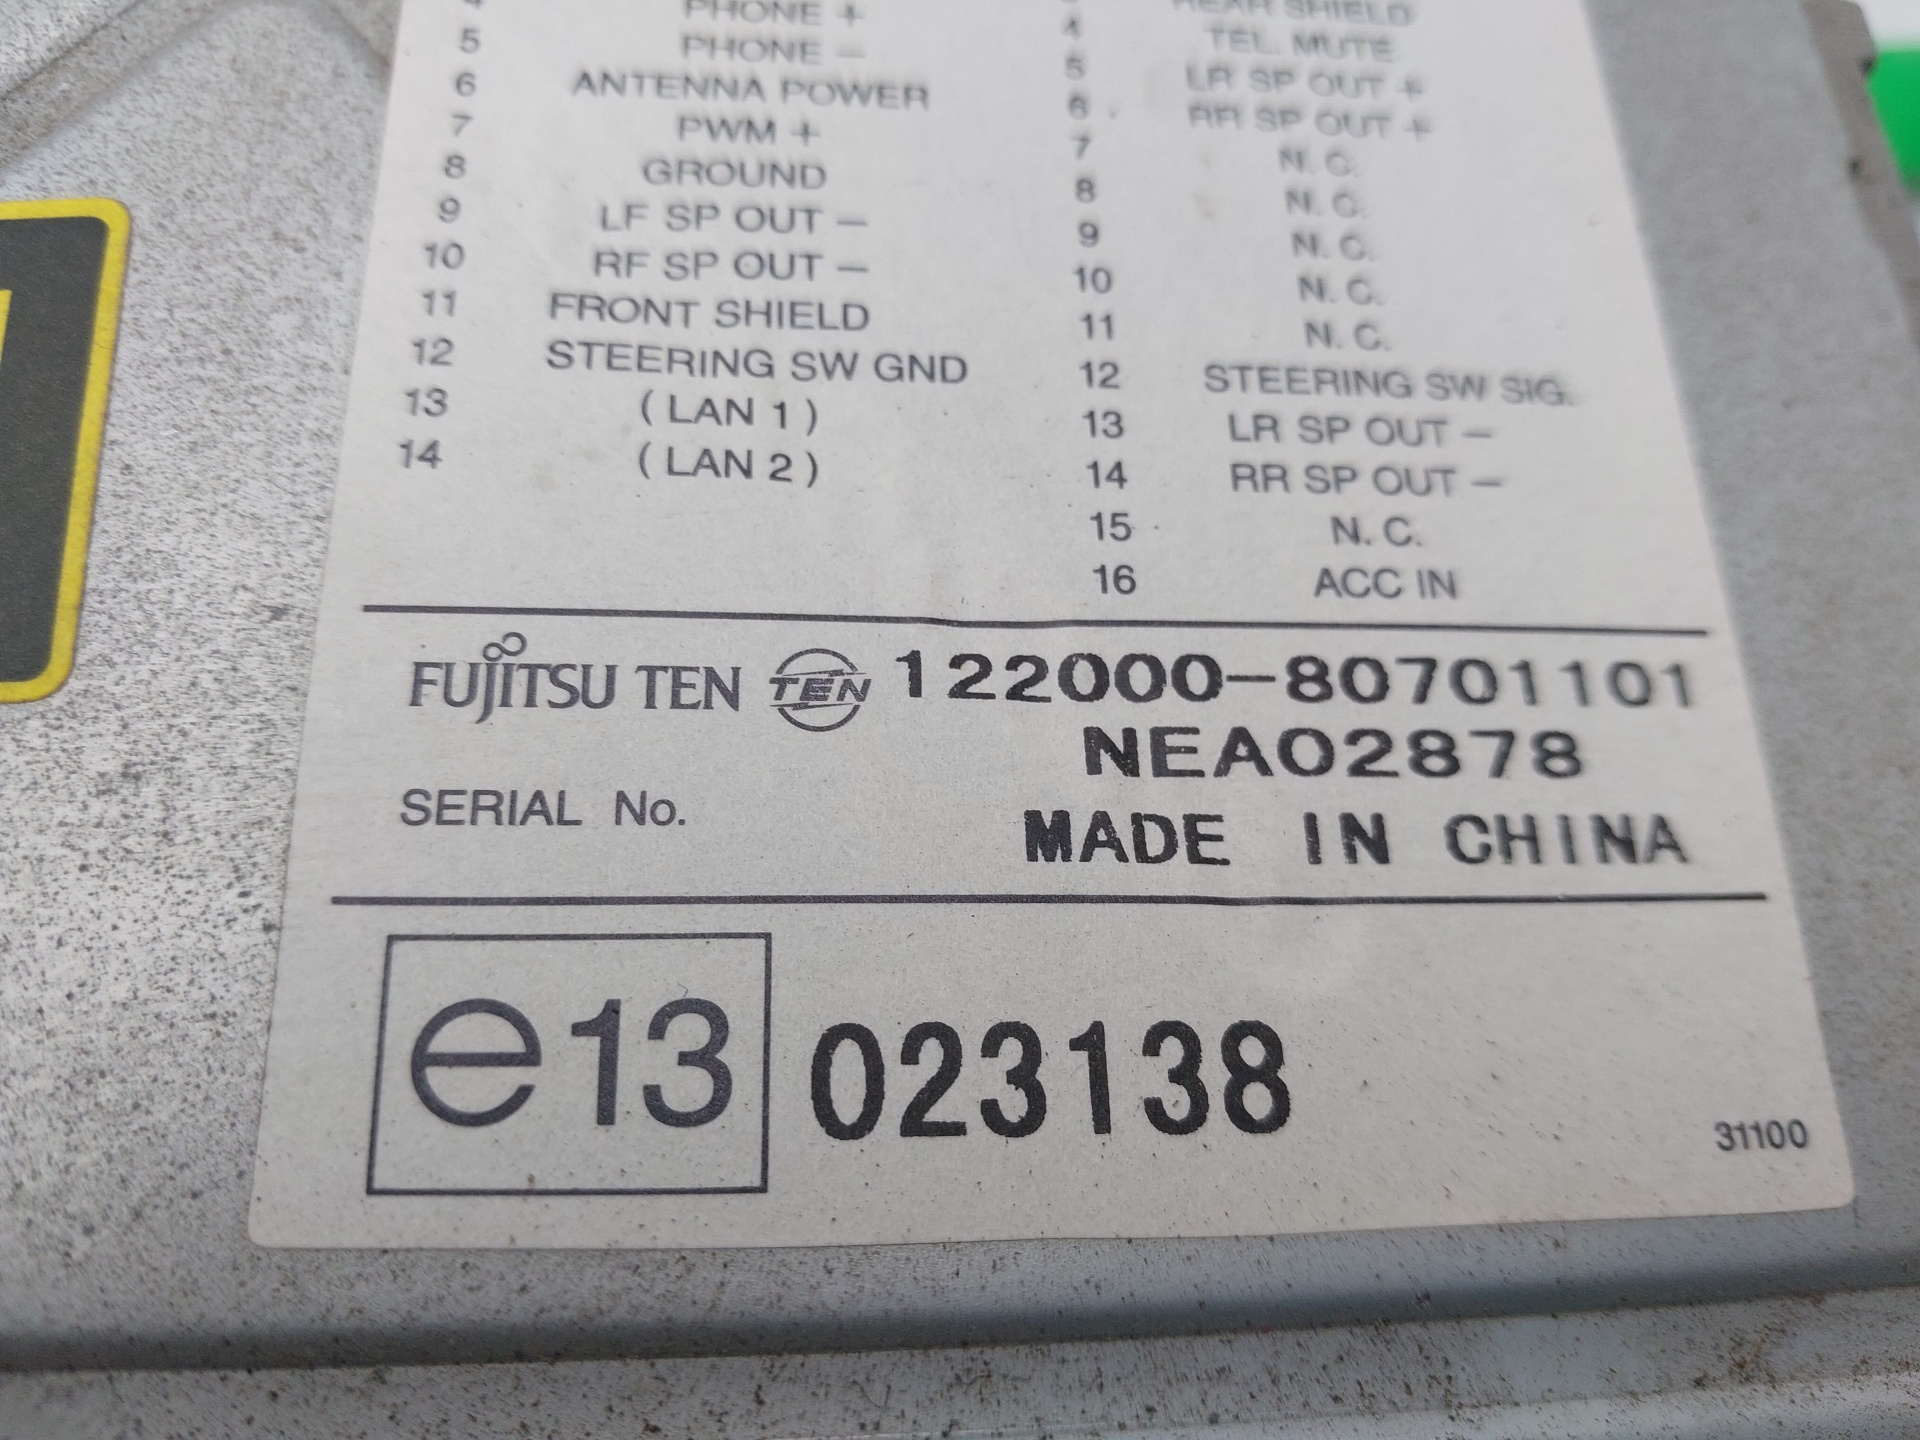 4 PHONE +
5 PHONE –
6 ANTENNA POWER
7 PWM +
8 GROUND
9 LF SP OUT –
10 RF SP OUT –
11 FRONT SHIELD
12 STEERING SW GND
13 ( LAN 1 )
14 ( LAN 2 )
3 REAR SHIELD
4 TEL. MUTE
5 LR SP OUT +
6 RR SP OUT +
7 N. C.
8 N. C.
9 N. C.
10 N. C.
11 N. C.
12 STEERING SW SIG.
13 LR SP OUT –
14 RR SP OUT –
15 N. C.
16 ACC IN
FUJITSU TEN TEN 122000-80701101
NEA02878
SERIAL No.
MADE IN CHINA
e13 023138
31100